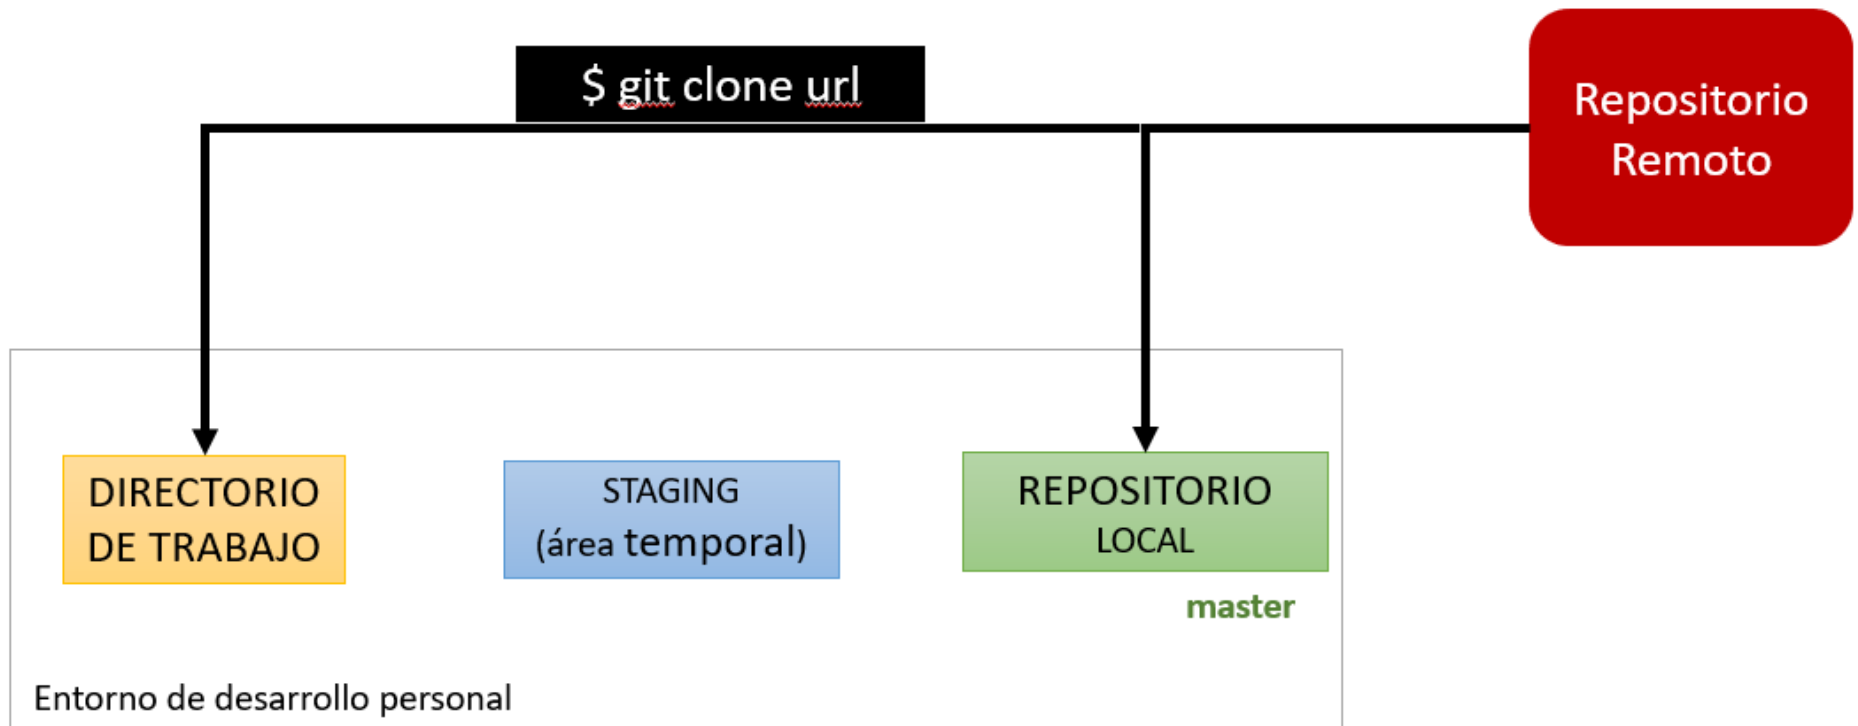 $ git clone url
Repositorio
Remoto
DIRECTORIO
DE TRABAJO
STAGING
(área temporal)
REPOSITORIO
LOCAL
master
Entorno de desarrollo personal